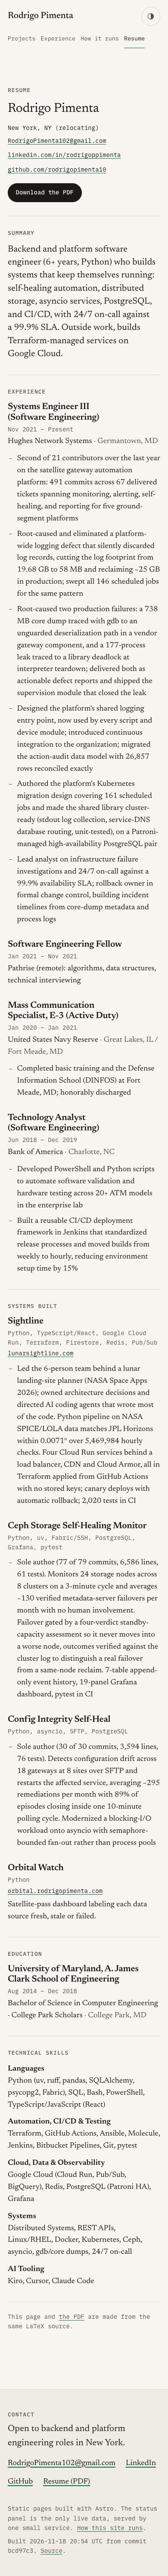 Rodrigo Pimenta
Projects Experience How it runs Resume
RESUME
Rodrigo Pimenta
New York, NY (relocating)
RodrigoPimenta102@gmail.com
linkedin.com/in/rodrigoppimenta
github.com/rodrigopimenta10
Download the PDF
SUMMARY
Backend and platform software
engineer (6+ years, Python) who builds
systems that keep themselves running:
self-healing automation, distributed
storage, async services, PostgreSQL,
and CI/CD, with 24/7 on-call against
a 99.9% SLA. Outside work, builds
Terraform-managed services on
Google Cloud.
EXPERIENCE
Systems Engineer III
(Software Engineering)
Nov 2021 – Present
Hughes Network Systems · Germantown, MD
– Second of 21 contributors over the last year
on the satellite gateway automation
platform: 491 commits across 67 delivered
tickets spanning monitoring, alerting, self-
healing, and reporting for five ground-
segment platforms
– Root-caused and eliminated a platform-
wide logging defect that silently discarded
log records, cutting the log footprint from
19.68 GB to 58 MB and reclaiming ~25 GB
in production; swept all 146 scheduled jobs
for the same pattern
– Root-caused two production failures: a 738
MB core dump traced with gdb to an
unguarded deserialization path in a vendor
gateway component, and a 177-process
leak traced to a library deadlock at
interpreter shutdown; delivered both as
actionable defect reports and shipped the
supervision module that closed the leak
– Designed the platform's shared logging
entry point, now used by every script and
device module; introduced continuous
integration to the organization; migrated
the action-audit data model with 26,857
rows reconciled exactly
– Authored the platform's Kubernetes
migration design covering 161 scheduled
jobs and made the shared library cluster-
ready (stdout log collection, service-DNS
database routing, unit-tested), on a Patroni-
managed high-availability PostgreSQL pair
– Lead analyst on infrastructure failure
investigations and 24/7 on-call against a
99.9% availability SLA; rollback owner in
formal change control, building incident
timelines from core-dump metadata and
process logs
Software Engineering Fellow
Jan 2021 – Nov 2021
Pathrise (remote): algorithms, data structures,
technical interviewing
Mass Communication
Specialist, E-3 (Active Duty)
Jan 2020 – Jan 2021
United States Navy Reserve · Great Lakes, IL /
Fort Meade, MD
– Completed basic training and the Defense
Information School (DINFOS) at Fort
Meade, MD; honorably discharged
Technology Analyst
(Software Engineering)
Jun 2018 – Dec 2019
Bank of America · Charlotte, NC
– Developed PowerShell and Python scripts
to automate software validation and
hardware testing across 20+ ATM models
in the enterprise lab
– Built a reusable CI/CD deployment
framework in Jenkins that standardized
release processes and moved builds from
weekly to hourly, reducing environment
setup time by 15%
SYSTEMS BUILT
Sightline
Python, TypeScript/React, Google Cloud
Run, Terraform, Firestore, Redis, Pub/Sub
lunarsightline.com
– Led the 6-person team behind a lunar
landing-site planner (NASA Space Apps
2026); owned architecture decisions and
directed AI coding agents that wrote most
of the code. Python pipeline on NASA
SPICE/LOLA data matches JPL Horizons
within 0.0071° over 5,469,984 hourly
checks. Four Cloud Run services behind a
load balancer, CDN and Cloud Armor, all in
Terraform applied from GitHub Actions
with no stored keys; canary deploys with
automatic rollback; 2,020 tests in CI
Ceph Storage Self-Healing Monitor
Python, uv, Fabric/SSH, PostgreSQL,
Grafana, pytest
– Sole author (77 of 79 commits, 6,586 lines,
61 tests). Monitors 24 storage nodes across
8 clusters on a 3-minute cycle and averages
~130 verified metadata-server failovers per
month with no human involvement.
Failover gated by a four-verdict standby-
capacity economy so it never moves into
a worse node, outcomes verified against the
cluster log to distinguish a real failover
from a same-node reclaim. 7-table append-
only event history, 19-panel Grafana
dashboard, pytest in CI
Config Integrity Self-Heal
Python, asyncio, SFTP, PostgreSQL
– Sole author (30 of 30 commits, 3,594 lines,
76 tests). Detects configuration drift across
18 gateways at 8 sites over SFTP and
restarts the affected service, averaging ~295
remediations per month with 89% of
episodes closing inside one 10-minute
polling cycle. Modernized a blocking-I/O
workload onto asyncio with semaphore-
bounded fan-out rather than process pools
Orbital Watch
Python
orbital.rodrigopimenta.com
Satellite-pass dashboard labeling each data
source fresh, stale or failed.
EDUCATION
University of Maryland, A. James
Clark School of Engineering
Aug 2014 – Dec 2018
Bachelor of Science in Computer Engineering
· College Park Scholars · College Park, MD
TECHNICAL SKILLS
Languages
Python (uv, ruff, pandas, SQLAlchemy,
psycopg2, Fabric), SQL, Bash, PowerShell,
TypeScript/JavaScript (React)
Automation, CI/CD & Testing
Terraform, GitHub Actions, Ansible, Molecule,
Jenkins, Bitbucket Pipelines, Git, pytest
Cloud, Data & Observability
Google Cloud (Cloud Run, Pub/Sub,
BigQuery), Redis, PostgreSQL (Patroni HA),
Grafana
Systems
Distributed Systems, REST APIs,
Linux/RHEL, Docker, Kubernetes, Ceph,
asyncio, gdb/core dumps, 24/7 on-call
AI Tooling
Kiro, Cursor, Claude Code
This page and the PDF are made from the
same LaTeX source.
CONTACT
Open to backend and platform
engineering roles in New York.
RodrigoPimenta102@gmail.com LinkedIn
GitHub Resume (PDF)
Static pages built with Astro. The status
panel is the only live data, served by
one small service. How this site runs.
Built 2026-11-18 20:54 UTC from commit
bcd97c3. Source.